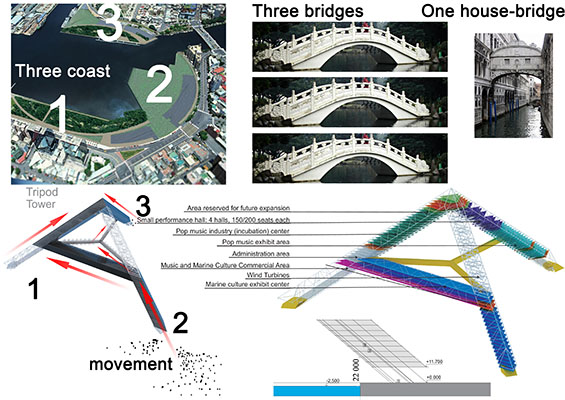 Three bridges
One house-bridge
3
Three coast
2
1
Tripod
Tower
3
1
2
movement
Area reserved for future expansion
Small performance hall: 4 halls, 150/200 seats each
Pop music industry (incubation) center
Pop music exhibit area
Administration area
Music and Marine Culture Commercial Area
Wind Turbines
Marine culture exhibit center
+11,700
22 000
-2,500
+0,000